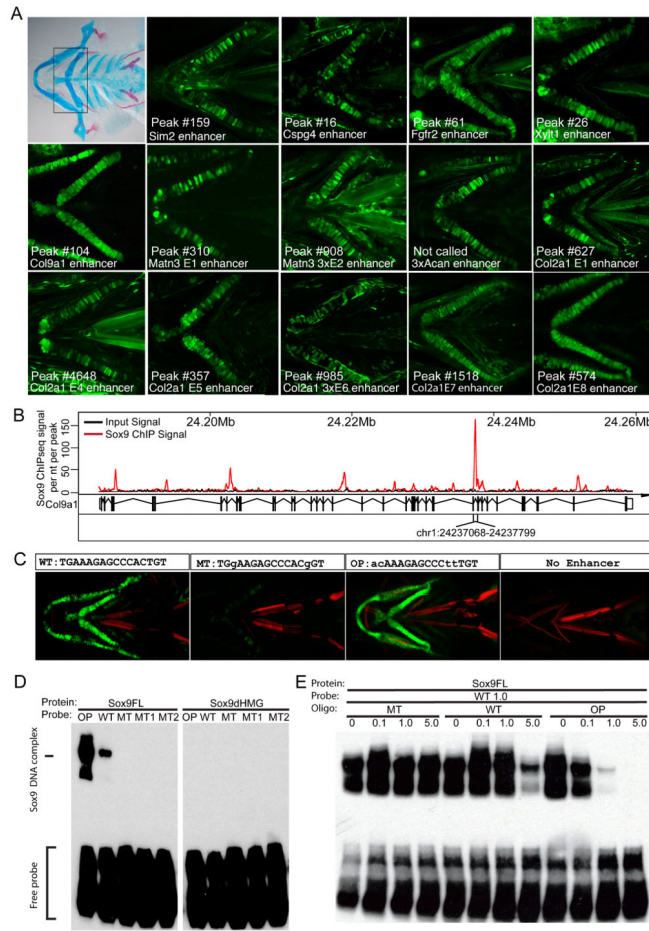 A
Peak #159
Sim2 enhancer
Peak #16
Cspg4 enhancer
Peak #61
Fgfr2 enhancer
Peak #26
Xylt1 enhancer
Peak #104
Col9a1 enhancer
Peak #310
Matn3 E1 enhancer
Peak #908
Matn3 3xE2 enhancer
Not called
3xAcan enhancer
Peak #627
Col2a1 E1 enhancer
Peak #4648
Col2a1 E4 enhancer
Peak #357
Col2a1 E5 enhancer
Peak #985
Col2a1 3xE6 enhancer
Peak #1518
Col2a1E7 enhancer
Peak #574
Col2a1E8 enhancer
B
24.20Mb 24.22Mb 24.24Mb 24.26Mb
Sox9 ChIPseq signal
per nt per peak
150
100
50
0
Input Signal
Sox9 ChIP Signal
Col9a1
chr1:24237068-24237799
C
WT:TGAAAGAGCCCACTGT
MT:TGgAAGAGCCCACgGT
OP:acAAAGAGCCCttTGT
No Enhancer
D
Protein: Sox9FL Sox9dHMG
Probe: OP WT MT MT1 MT2 OP WT MT MT1 MT2
Sox9 DNA complex
Free probe
E
Protein: Sox9FL
Probe: WT 1.0
Oligo: MT WT OP
0 0.1 1.0 5.0 0 0.1 1.0 5.0 0 0.1 1.0 5.0